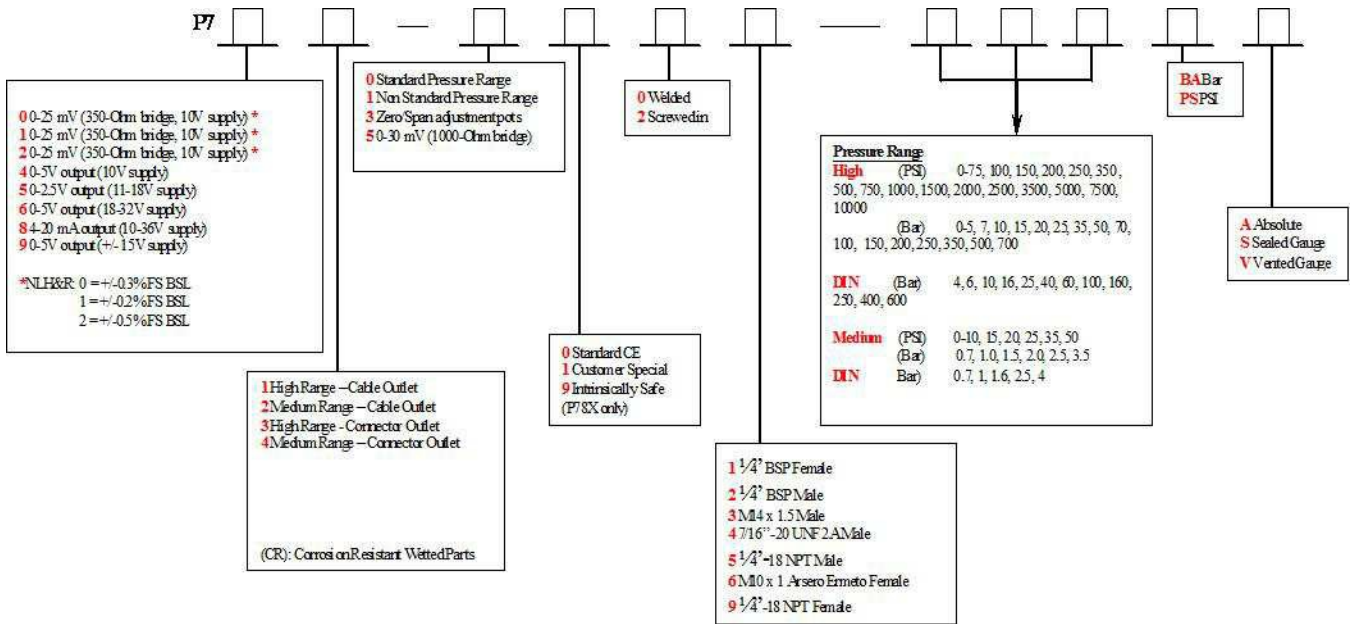 P7
0 0-25 mV (350-Ohm bridge, 10V supply) *
1 0-25 mV (350-Ohm bridge, 10V supply) *
2 0-25 mV (350-Ohm bridge, 10V supply) *
4 0-5V output (10V supply)
5 0-2.5V output (11-18V supply)
6 0-5V output (18-32V supply)
8 4-20 mA output (10-36V supply)
9 0-5V output (+/-15V supply)
*NLH&R: 0 =+/-0.3%FS BSL
1 =+/-0.2%FS BSL
2 =+/-0.5%FS BSL
1 High Range – Cable Outlet
2 Medium Range – Cable Outlet
3 High Range - Connector Outlet
4 Medium Range – Connector Outlet
(CR): Corrosion Resistant Wetted Parts
0 Standard Pressure Range
1 Non Standard Pressure Range
3 Zero/Span adjustment pots
5 0-30 mV (1000-Ohm bridge)
0 Standard CE
1 Customer Special
9 Intrinsically Safe
(P78X only)
0 Welded
2 Screwed in
1 ¼” BSP Female
2 ¼” BSP Male
3 M14 x 1.5 Male
4 7/16”-20 UNF 2A Male
5 ¼”-18 NPT Male
6 M10 x 1 Arsero Ermeto Female
9 ¼”-18 NPT Female
Pressure Range
High (PSI) 0-75, 100, 150, 200, 250, 350,
500, 750, 1000, 1500, 2000, 2500, 3500, 5000, 7500,
10000
(Bar) 0-5, 7, 10, 15, 20, 25, 35, 50, 70,
100, 150, 200, 250, 350, 500, 700
DIN (Bar) 4, 6, 10, 16, 25, 40, 60, 100, 160,
250, 400, 600
Medium (PSI) 0-10, 15, 20, 25, 35, 50
(Bar) 0.7, 1.0, 1.5, 2.0, 2.5, 3.5
DIN Bar) 0.7, 1, 1.6, 2.5, 4
BA Bar
PS PSI
A Absolute
S Sealed Gauge
V Vented Gauge